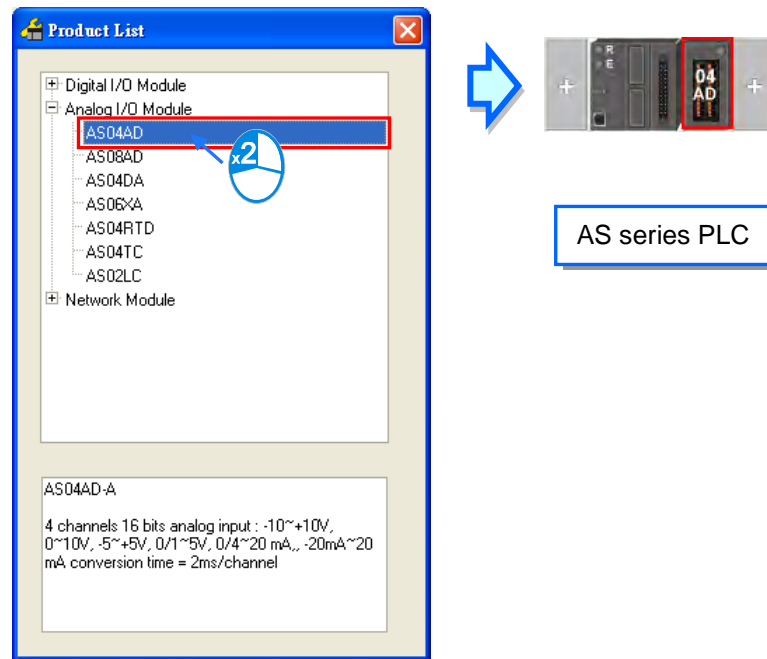 Product List
Digital I/O Module
Analog I/O Module
AS04AD
AS08AD
AS04DA
AS06XA
AS04RTD
AS04TC
AS02LC
Network Module
x2
AS04AD-A
4 channels 16 bits analog input : -10~+10V,
0~10V, -5~+5V, 0/1~5V, 0/4~20 mA,, -20mA~20
mA conversion time = 2ms/channel
R
E
04
AD
AS series PLC